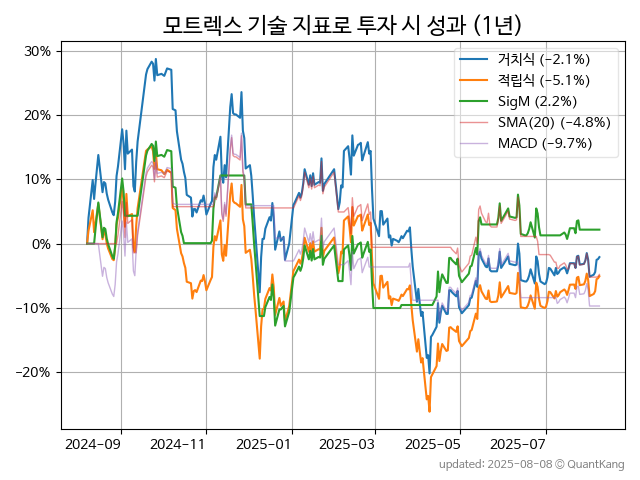 모트렉스 기술 지표로 투자 시 성과 (1년)
30%
20%
10%
0%
−10%
−20%
거치식 (−2.1%)
적립식 (−5.1%)
SigM (2.2%)
SMA(20) (−4.8%)
MACD (−9.7%)
2024-09
2024-11
2025-01
2025-03
2025-05
2025-07
updated: 2025-08-08 © QuantKang